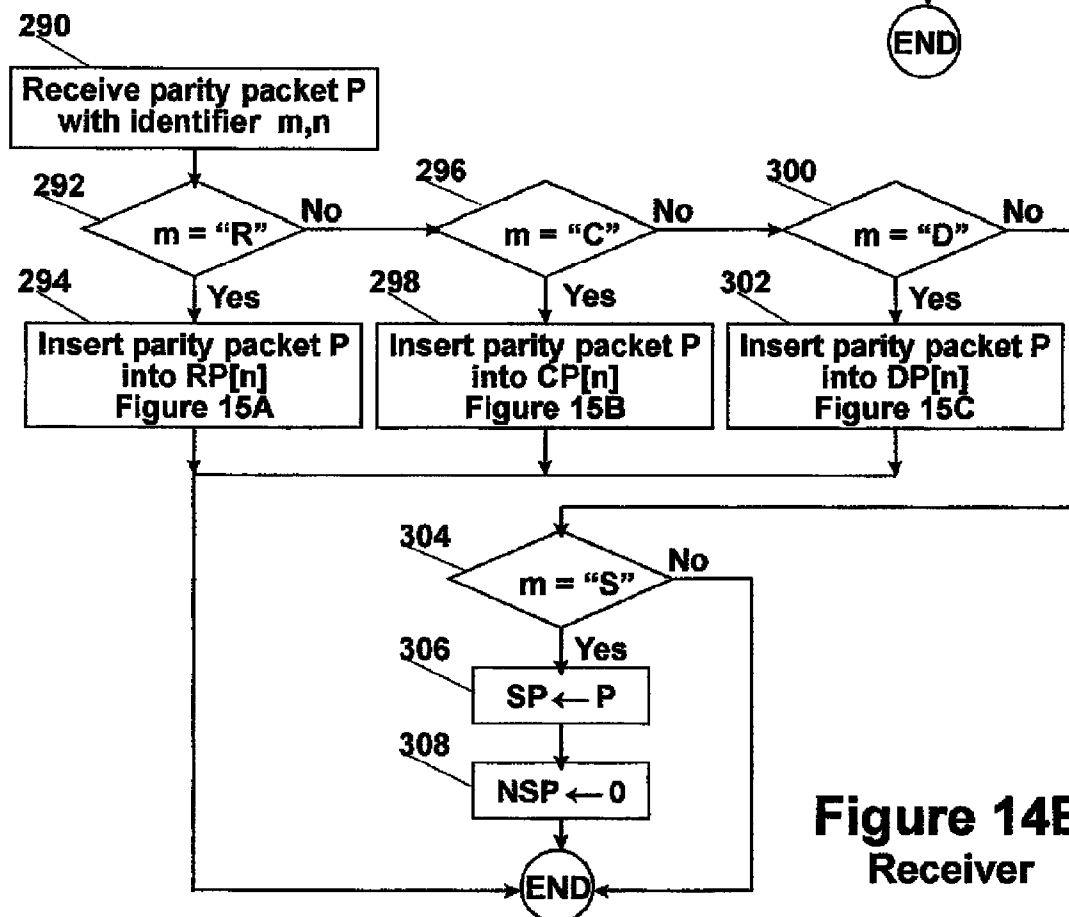 290
END
Receive parity packet P
with identifier m,n
292
296
300
m = “R”
No
m = “C”
No
m = “D”
No
294
Yes
298
Yes
302
Yes
Insert parity packet P
into RP[n]
Figure 15A
Insert parity packet P
into CP[n]
Figure 15B
Insert parity packet P
into DP[n]
Figure 15C
304
m = “S”
No
Yes
306
SP ← P
308
NSP ← 0
END
Figure 14B
Receiver